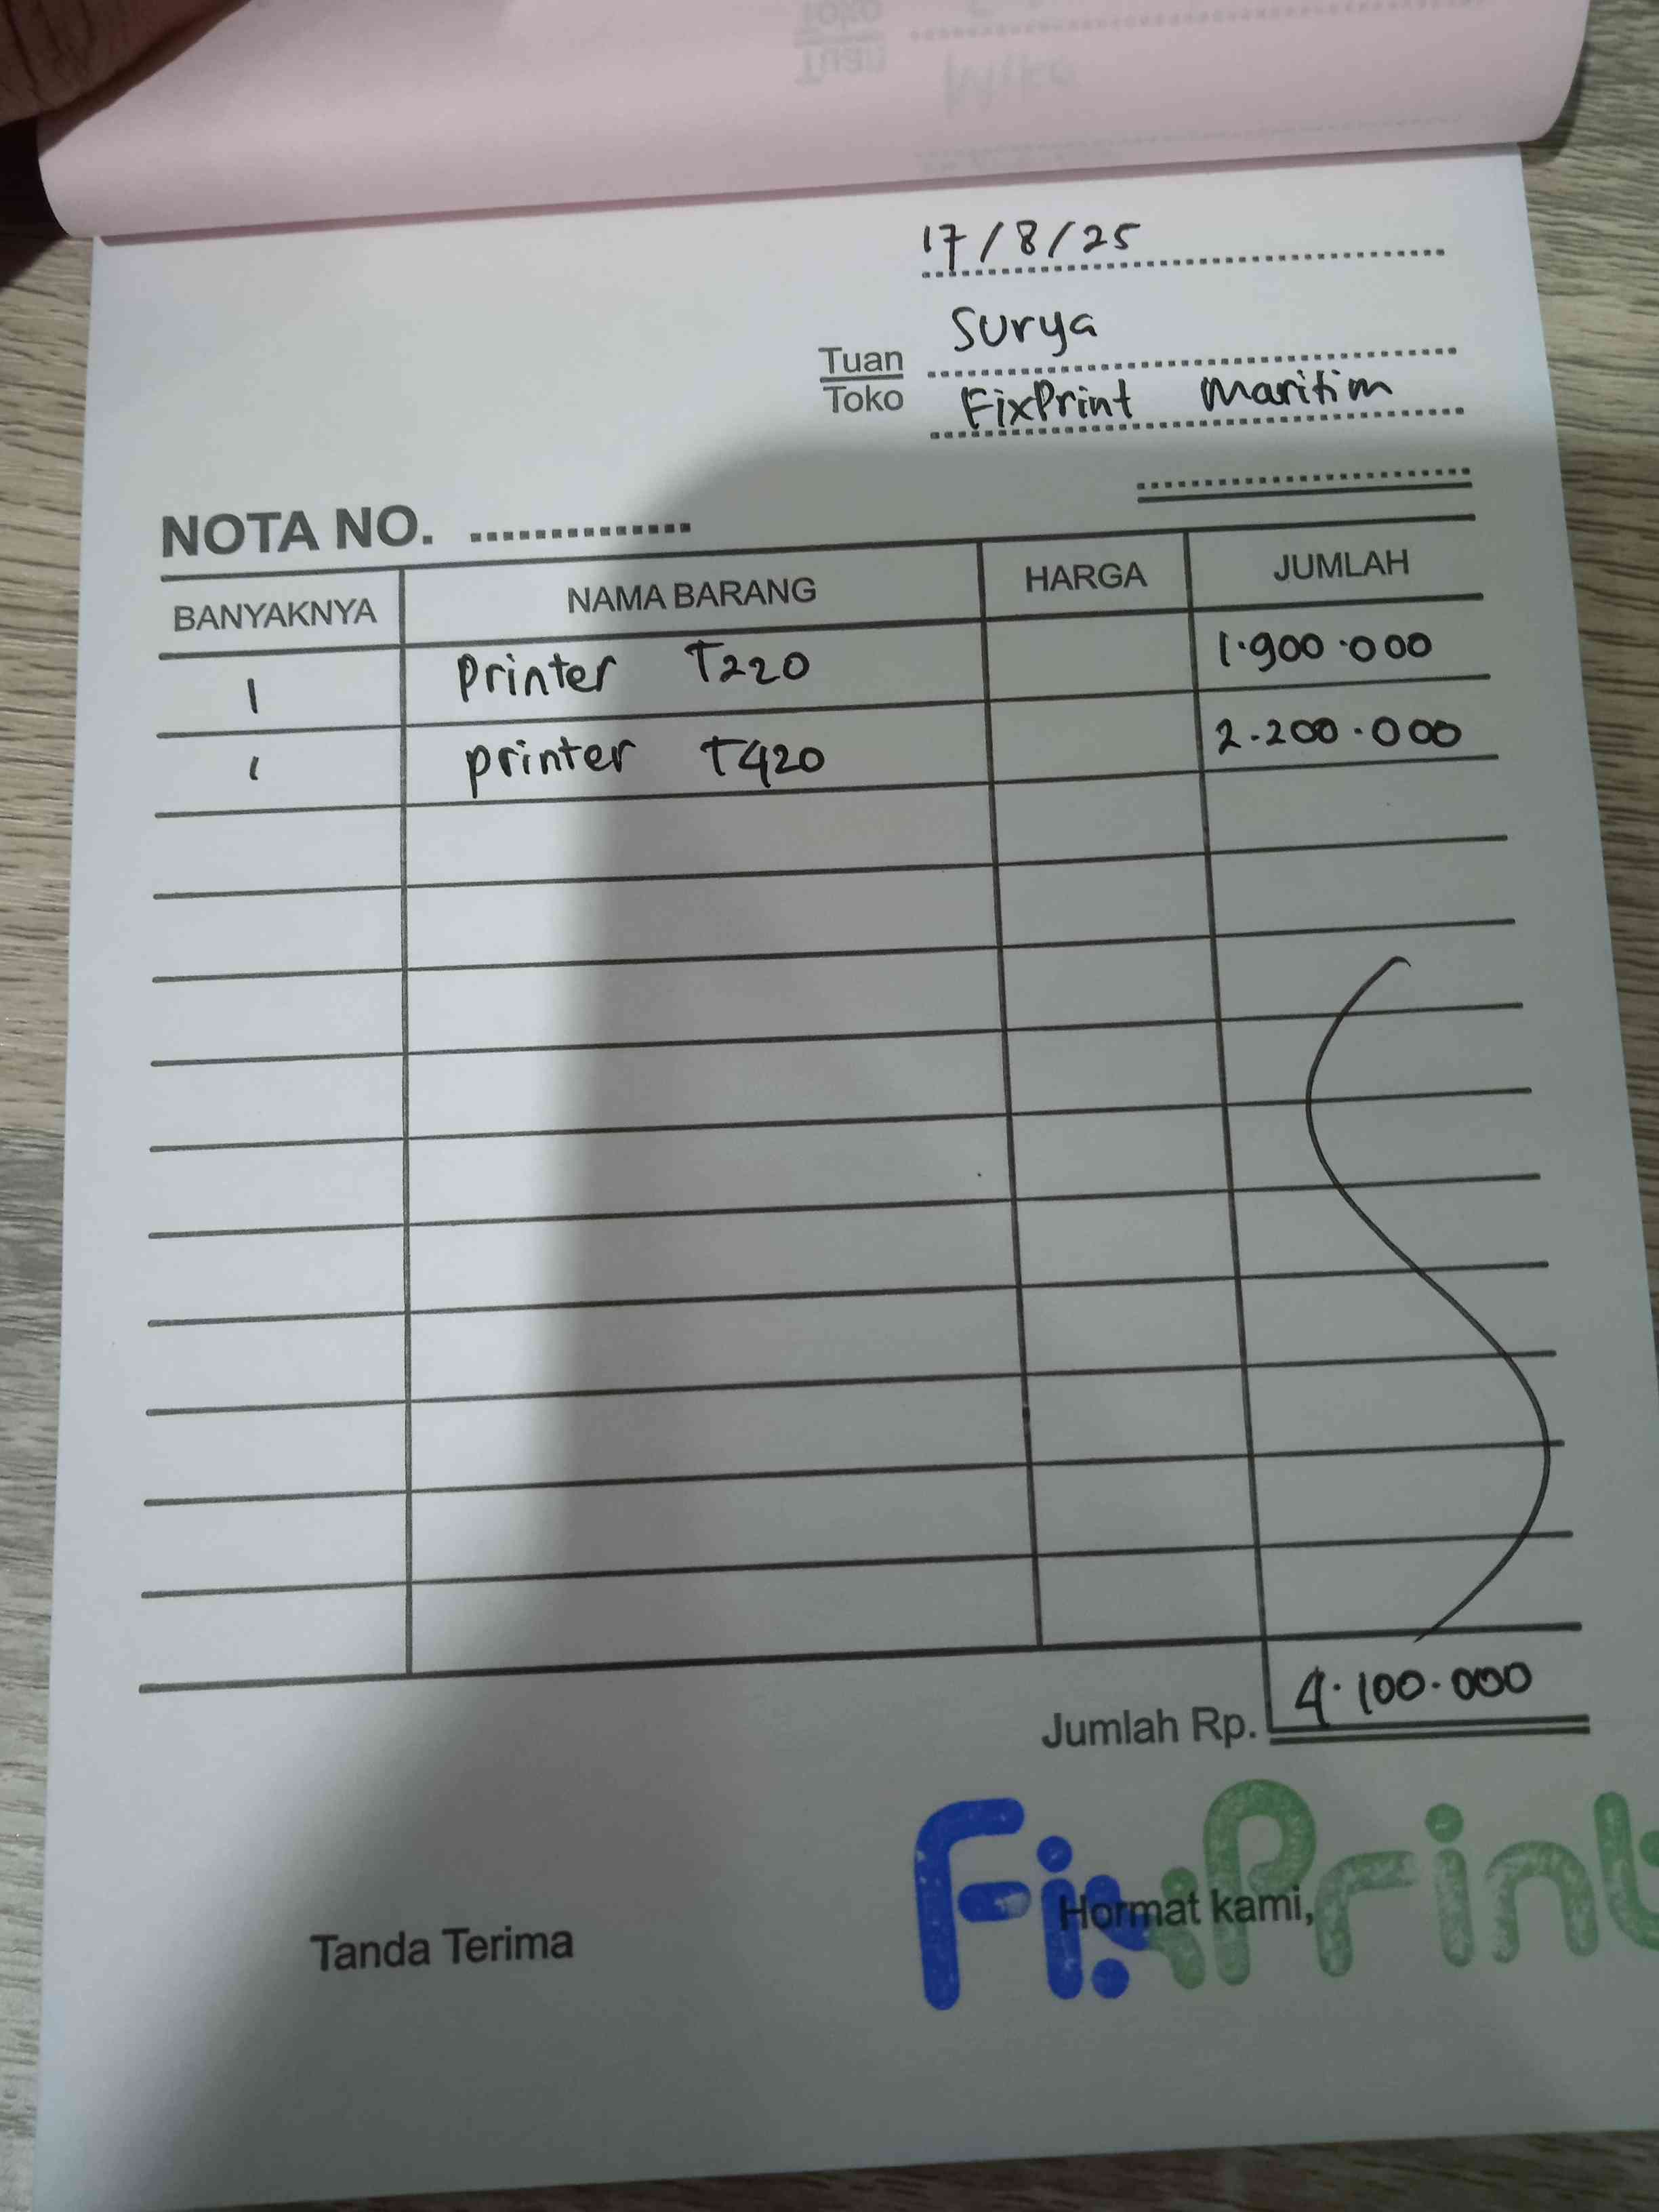 17/8/25
Surya
Tuan
Toko
FixPrint Maritim
NOTA NO. ...............
BANYAKNYA NAMA BARANG HARGA JUMLAH
1 Printer T220 1.900.000
1 printer T420 2.200.000
Jumlah Rp. 4.100.000
FixPrint
Tanda Terima Hormat kami,